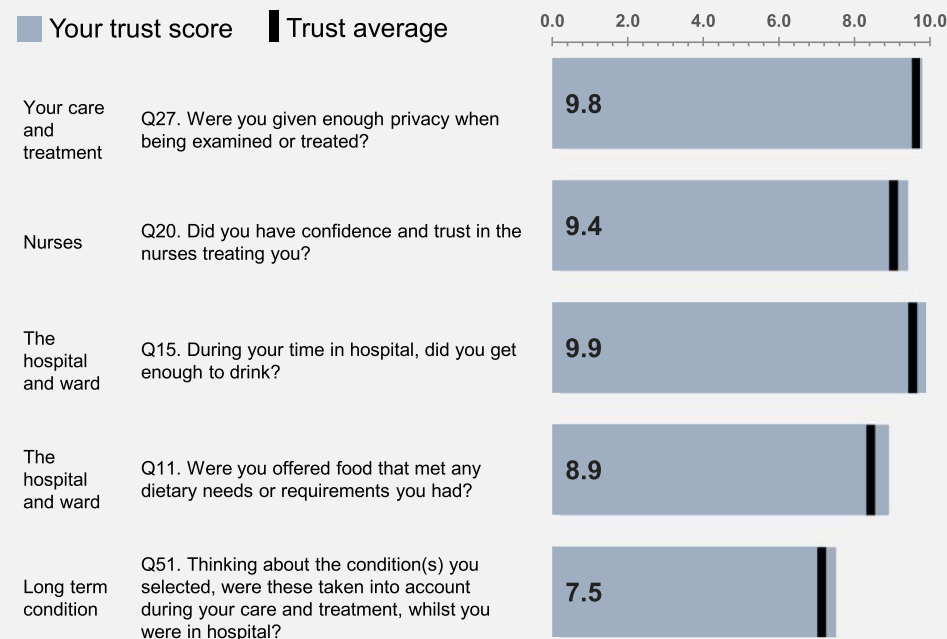 Your trust score
Trust average
0.0 2.0 4.0 6.0 8.0 10.0
Your care
and
treatment
Q27. Were you given enough privacy when
being examined or treated?
9.8
Nurses
Q20. Did you have confidence and trust in the
nurses treating you?
9.4
The
hospital
and ward
Q15. During your time in hospital, did you get
enough to drink?
9.9
The
hospital
and ward
Q11. Were you offered food that met any
dietary needs or requirements you had?
8.9
Long term
condition
Q51. Thinking about the condition(s) you
selected, were these taken into account
during your care and treatment, whilst you
were in hospital?
7.5